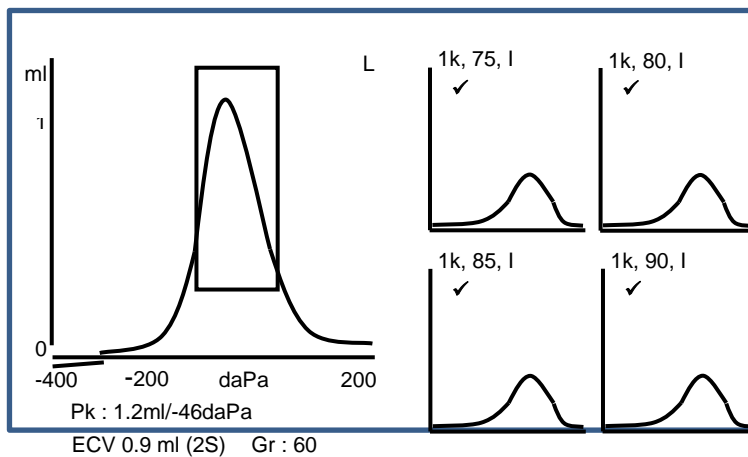 ml
L
1
0
-400 -200 daPa 200
Pk : 1.2ml/-46daPa
ECV 0.9 ml (2S) Gr : 60
1k, 75, I
✓
1k, 80, I
✓
1k, 85, I
✓
1k, 90, I
✓